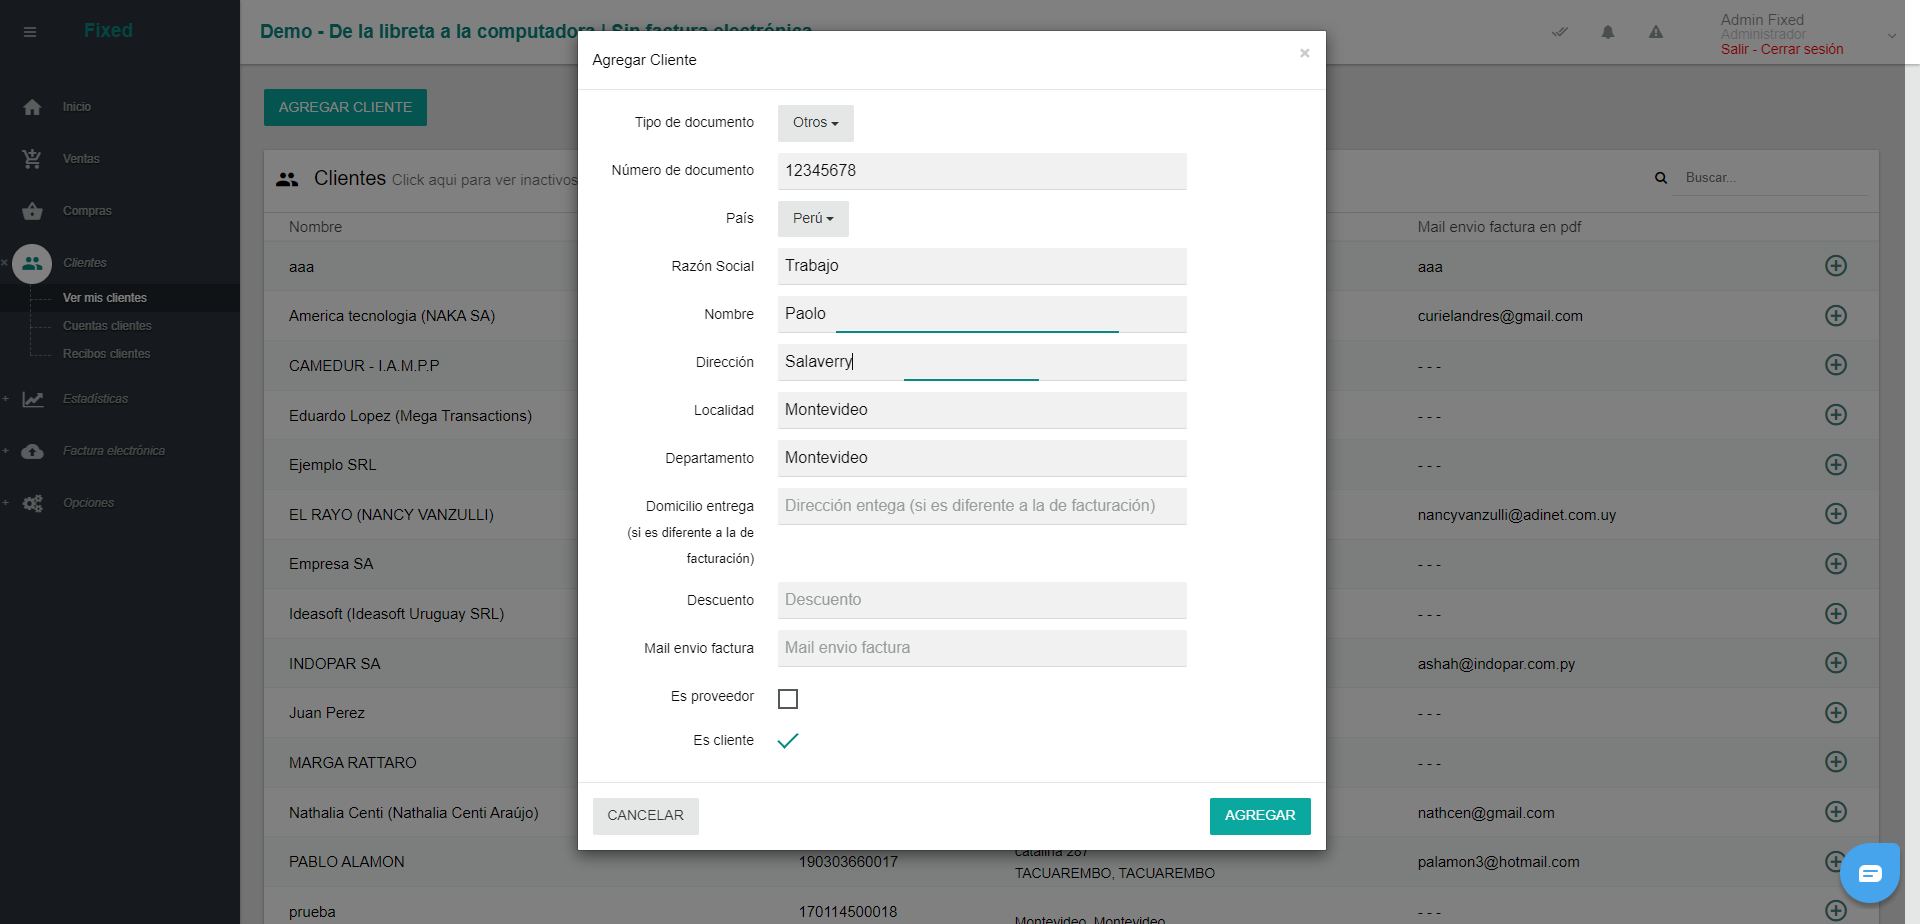 Fixed
Demo - De la libreta a la computadora | Sin factura electrónica
Admin Fixed
Administrador
Salir - Cerrar sesión
Inicio
Ventas
Compras
Clientes
Ver mis clientes
Cuentas clientes
Recibos clientes
Estadísticas
Factura electrónica
Opciones
AGREGAR CLIENTE
Clientes Click aqui para ver inactivos
Buscar...
Nombre
Mail envio factura en pdf
aaa
aaa
America tecnologia (NAKA SA)
curielandres@gmail.com
CAMEDUR - I.A.M.P.P
- - -
Eduardo Lopez (Mega Transactions)
- - -
Ejemplo SRL
- - -
EL RAYO (NANCY VANZULLI)
nancyvanzulli@adinet.com.uy
Empresa SA
- - -
Ideasoft (Ideasoft Uruguay SRL)
- - -
INDOPAR SA
ashah@indopar.com.py
Juan Perez
- - -
MARGA RATTARO
- - -
Nathalia Centi (Nathalia Centi Araújo)
nathcen@gmail.com
PABLO ALAMON
190303660017
catalina 287
TACUAREMBO, TACUAREMBO
palamon3@hotmail.com
prueba
170114500018
Montevideo, Montevideo
- - -
Agregar Cliente
×
Tipo de documento
Otros
Número de documento
12345678
País
Perú
Razón Social
Trabajo
Nombre
Paolo
Dirección
Salaverry
Localidad
Montevideo
Departamento
Montevideo
Domicilio entrega
(si es diferente a la de
facturación)
Dirección entega (si es diferente a la de facturación)
Descuento
Descuento
Mail envio factura
Mail envio factura
Es proveedor
Es cliente
CANCELAR
AGREGAR